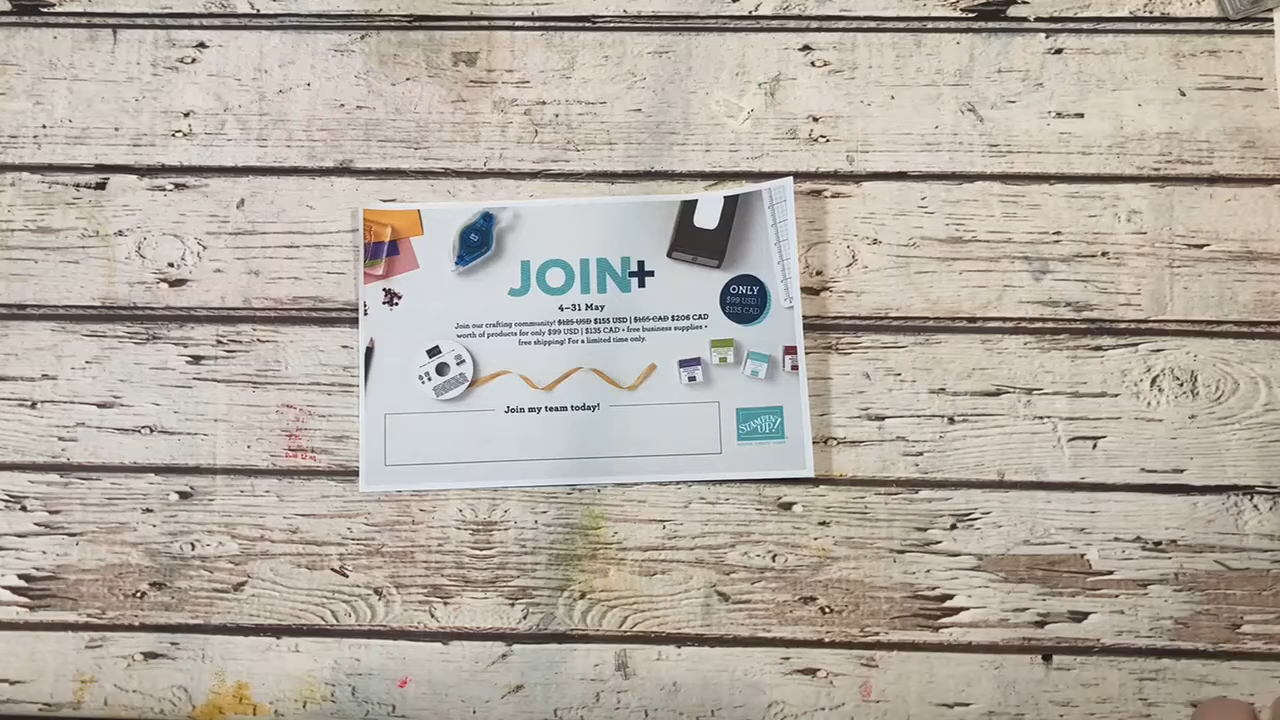 JOIN+
4–31 May
Join our crafting community! $125 USD $155 USD | $165 CAD $206 CAD
worth of products for only $99 USD | $135 CAD + free business supplies +
free shipping! For a limited time only.
ONLY
$99 USD |
$135 CAD
Join my team today!
STAMPIN'
UP!